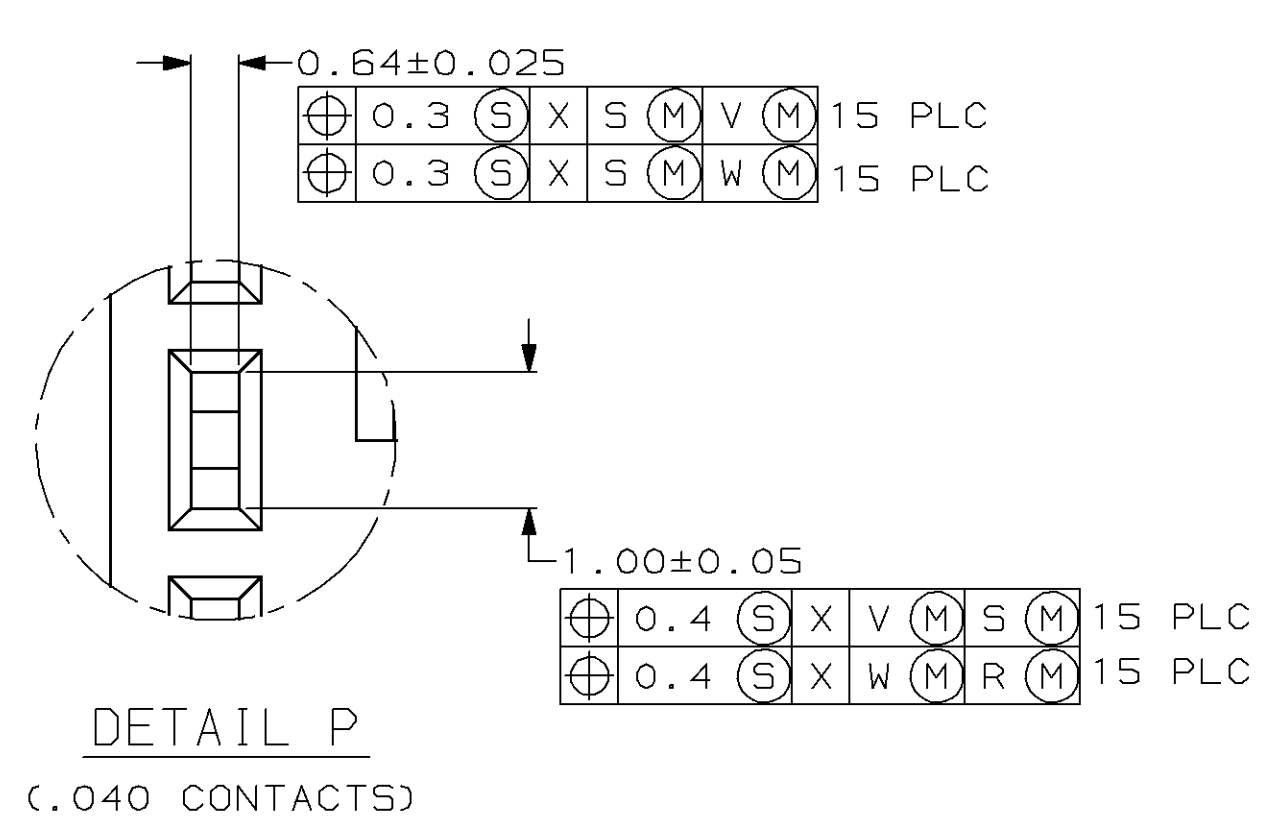 0.64±0.025
⌖ 0.3 Ⓢ X S Ⓜ V Ⓜ 15 PLC
⌖ 0.3 Ⓢ X S Ⓜ W Ⓜ 15 PLC
1.00±0.05
⌖ 0.4 Ⓢ X V Ⓜ S Ⓜ 15 PLC
⌖ 0.4 Ⓢ X W Ⓜ R Ⓜ 15 PLC
DETAIL P
(.040 CONTACTS)